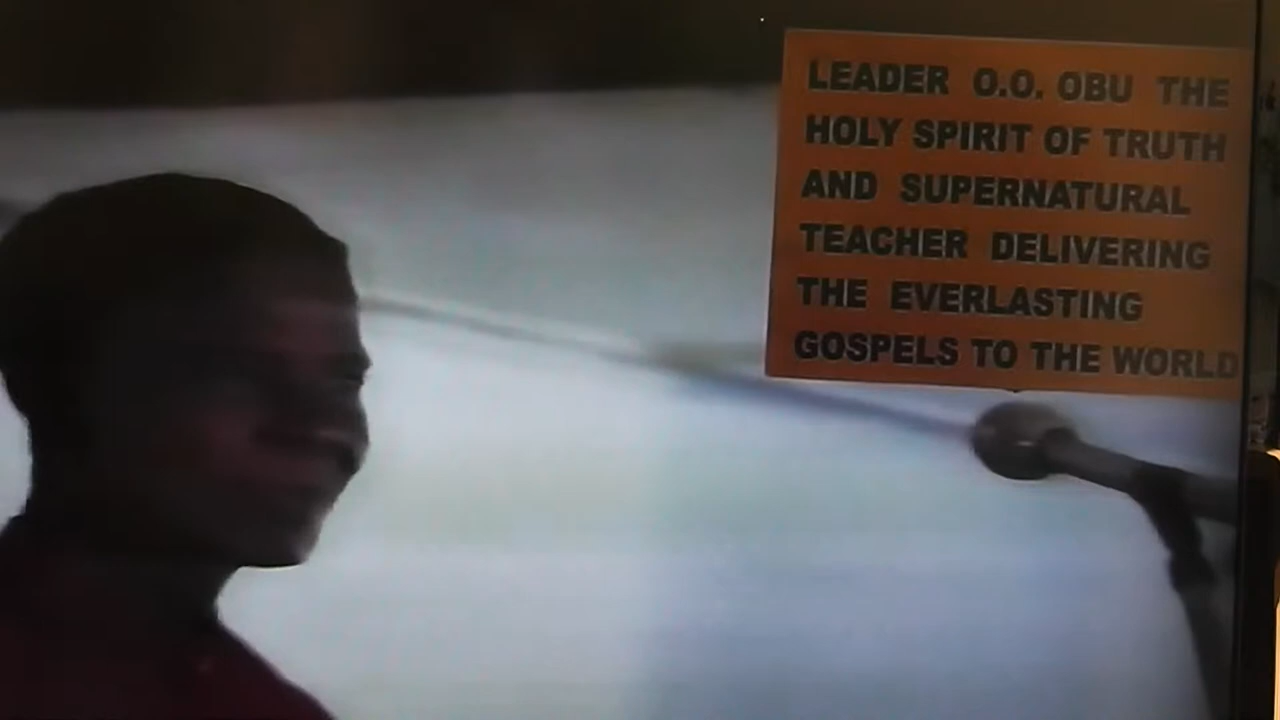 LEADER O.O. OBU THE
HOLY SPIRIT OF TRUTH
AND SUPERNATURAL
TEACHER DELIVERING
THE EVERLASTING
GOSPELS TO THE WORLD